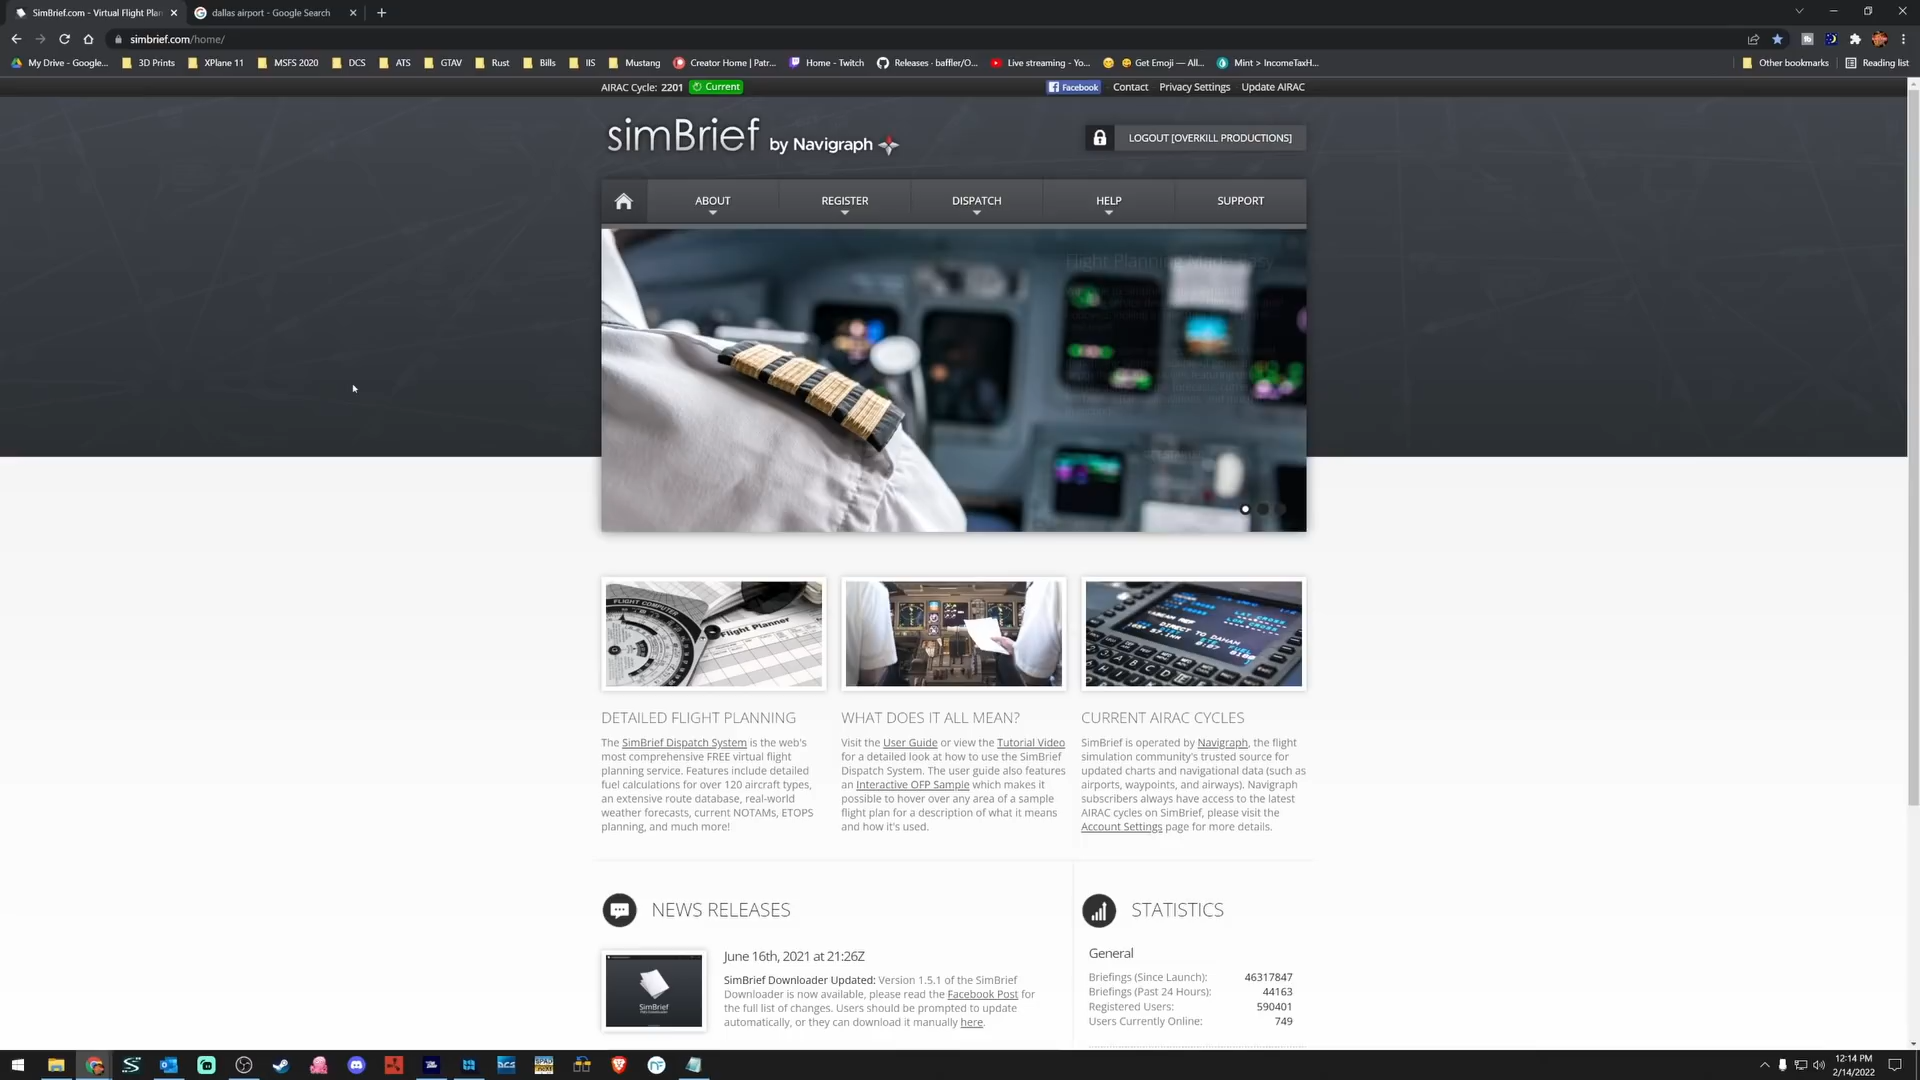 SimBrief.com - Virtual Flight Plan
dallas airport - Google Search
simbrief.com/home/
My Drive - Google...
3D Prints
XPlane 11
MSFS 2020
DCS
ATS
GTAV
Rust
Bills
IIS
Mustang
Creator Home | Patr...
Home - Twitch
Releases · baffler/O...
Live streaming - Yo...
Get Emoji — All...
Mint > IncomeTaxH...
Other bookmarks
Reading list
AIRAC Cycle: 2201 Current
Facebook Contact Privacy Settings Update AIRAC
simBrief by Navigraph
LOGOUT [OVERKILL PRODUCTIONS]
ABOUT
REGISTER
DISPATCH
HELP
SUPPORT
Flight Planning Made Easy
FLIGHT COMPUTER
Flight Planner
DIRECT TO DAHAM
DETAILED FLIGHT PLANNING
The SimBrief Dispatch System is the web's
most comprehensive FREE virtual flight
planning service. Features include detailed
fuel calculations for over 120 aircraft types,
an extensive route database, real-world
weather forecasts, current NOTAMs, ETOPS
planning, and much more!
WHAT DOES IT ALL MEAN?
Visit the User Guide or view the Tutorial Video
for a detailed look at how to use the SimBrief
Dispatch System. The user guide also features
an Interactive OFP Sample which makes it
possible to hover over any area of a sample
flight plan for a description of what it means
and how it's used.
CURRENT AIRAC CYCLES
SimBrief is operated by Navigraph, the flight
simulation community's trusted source for
updated charts and navigational data (such as
airports, waypoints, and airways). Navigraph
subscribers always have access to the latest
AIRAC cycles on SimBrief, please visit the
Account Settings page for more details.
NEWS RELEASES
June 16th, 2021 at 21:26Z
SimBrief Downloader Updated: Version 1.5.1 of the SimBrief
Downloader is now available, please read the Facebook Post for
the full list of changes. Users should be prompted to update
automatically, or they can download it manually here.
SimBrief
STATISTICS
General
Briefings (Since Launch): 46317847
Briefings (Past 24 Hours): 44163
Registered Users: 590401
Users Currently Online: 749
12:14 PM
2/14/2022